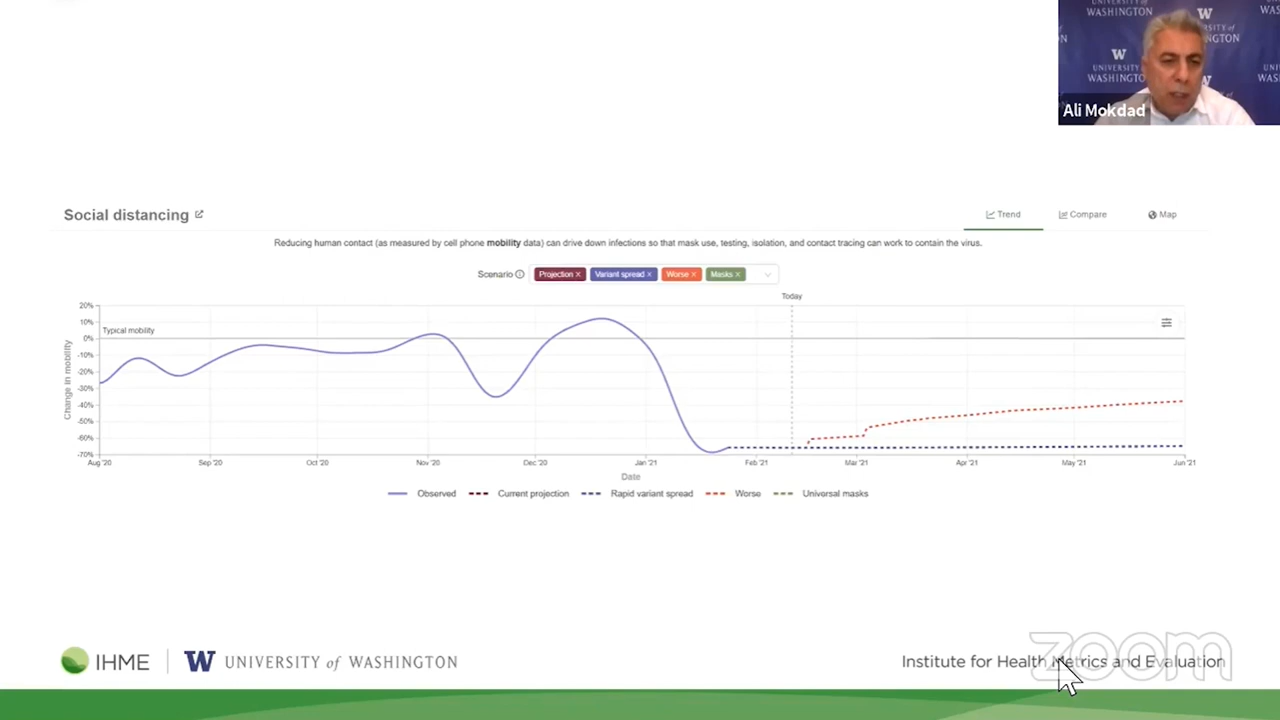 UNIVERSITY of WASHINGTON
W
UNIVERSITY of WASHINGTON
Ali Mokdad
Social distancing
Trend
Compare
Map
Reducing human contact (as measured by cell phone mobility data) can drive down infections so that mask use, testing, isolation, and contact tracing can work to contain the virus.
Scenario
Projection × Variant spread × Worse × Masks ×
Today
20%
10%
Typical mobility
0%
-10%
-20%
-30%
-40%
-50%
-60%
-70%
Change in mobility
Aug '20 Sep '20 Oct '20 Nov '20 Dec '20 Jan '21 Feb '21 Mar '21 Apr '21 May '21 Jun '21
Date
Observed Current projection Rapid variant spread Worse Universal masks
IHME W UNIVERSITY of WASHINGTON
Institute for Health Metrics and Evaluation
zoom